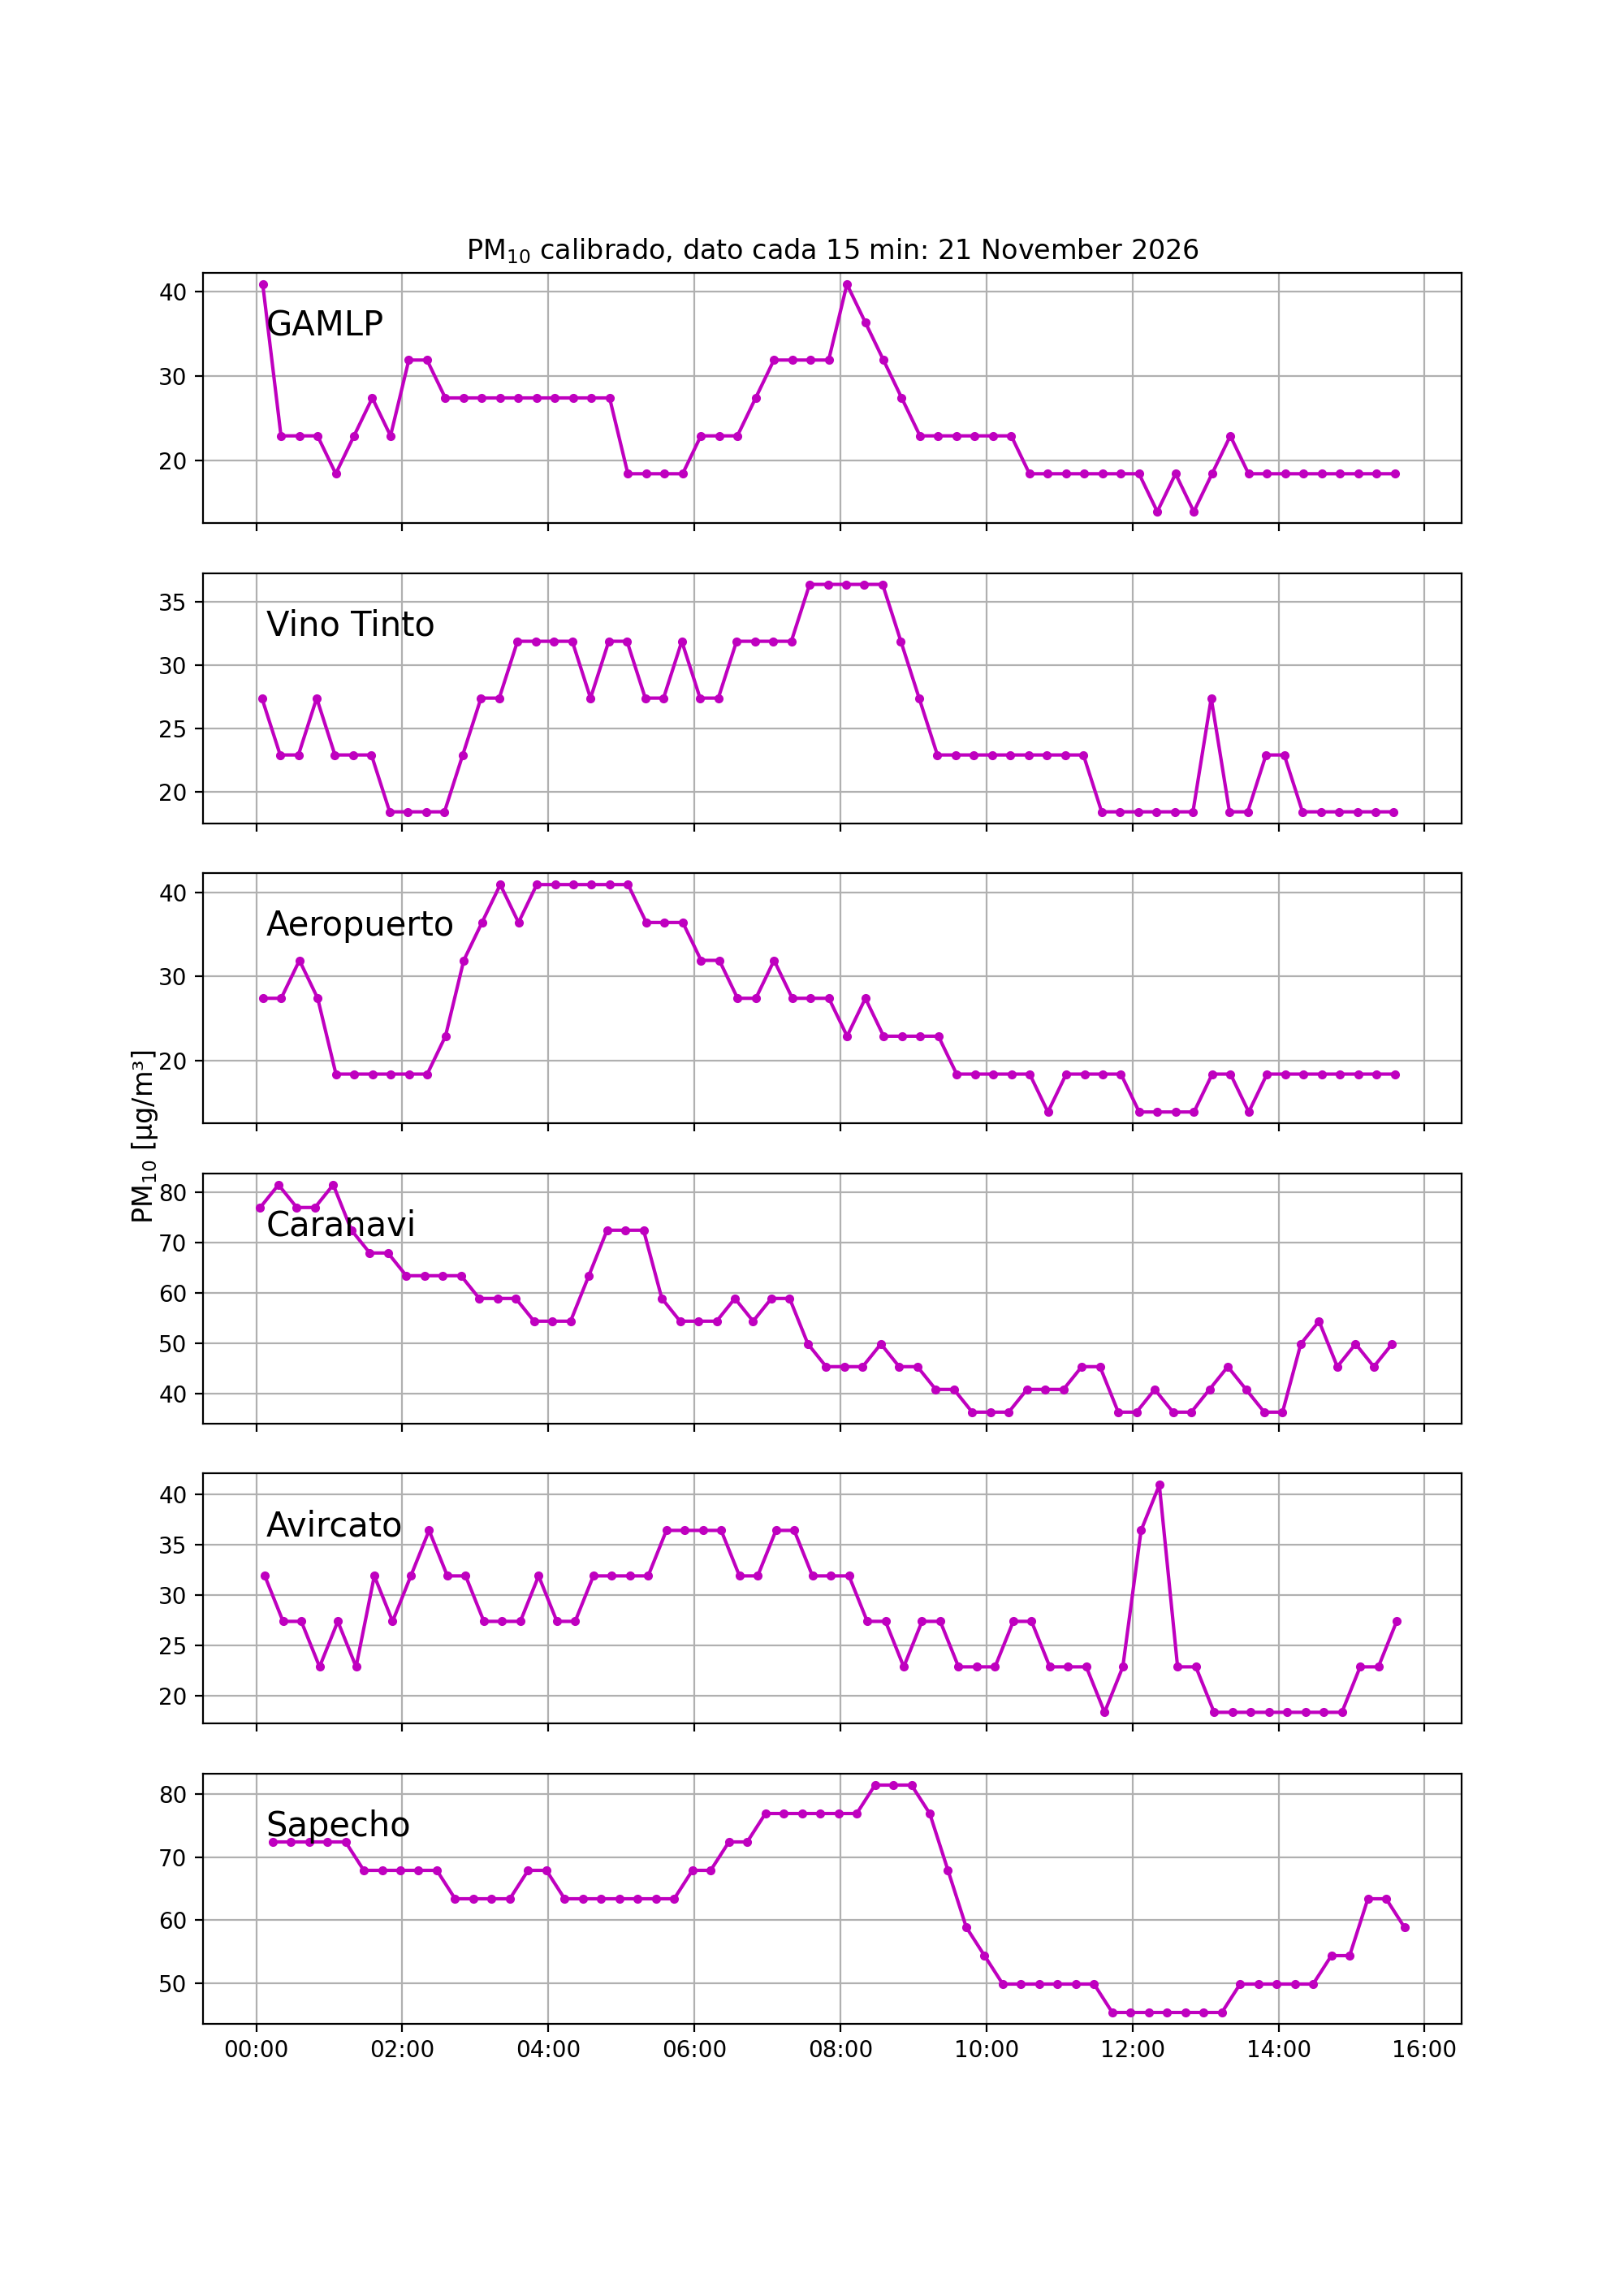 PM₁₀ calibrado, dato cada 15 min: 21 November 2026
40
30
20
GAMLP
35
30
25
20
Vino Tinto
40
30
20
Aeropuerto
PM₁₀ [µg/m³]
80
70
60
50
40
Caranavi
40
35
30
25
20
Avircato
80
70
60
50
Sapecho
00:00 02:00 04:00 06:00 08:00 10:00 12:00 14:00 16:00